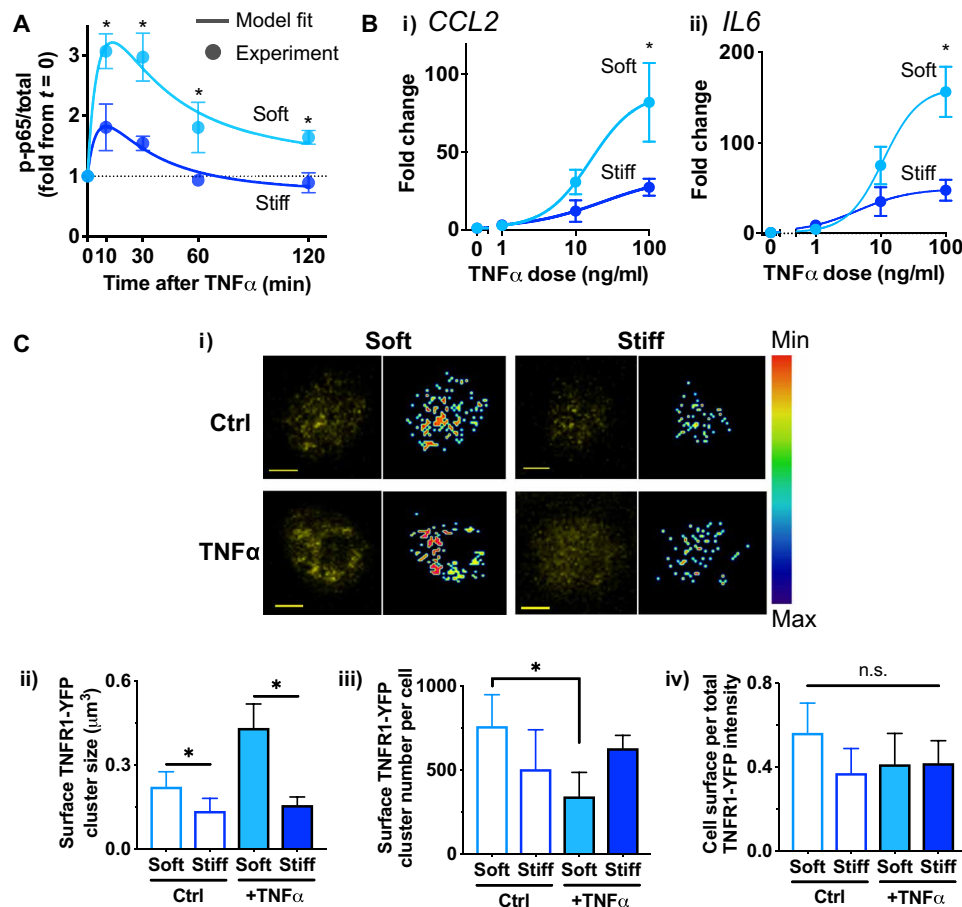 A
Model fit
Experiment
p-p65/total
(fold from t = 0)
3
2
1
0
* * * *
Soft
Stiff
0 10 30 60 120
Time after TNFα (min)
B i) CCL2
Fold change
100
50
0
Soft
*
Stiff
0 1 10 100
TNFα dose (ng/ml)
ii) IL6
Fold change
200
100
0
Soft
*
Stiff
0 1 10 100
TNFα dose (ng/ml)
C i)
Soft Stiff
Ctrl
TNFα
Min
Max
ii)
Surface TNFR1-YFP
cluster size (μm³)
0.6
0.3
0.0
* *
Soft Stiff Soft Stiff
Ctrl +TNFα
iii)
Surface TNFR1-YFP
cluster number per cell
1000
500
0
*
Soft Stiff Soft Stiff
Ctrl +TNFα
iv)
Cell surface per total
TNFR1-YFP intensity
0.8
0.4
0.0
n.s.
Soft Stiff Soft Stiff
Ctrl +TNFα